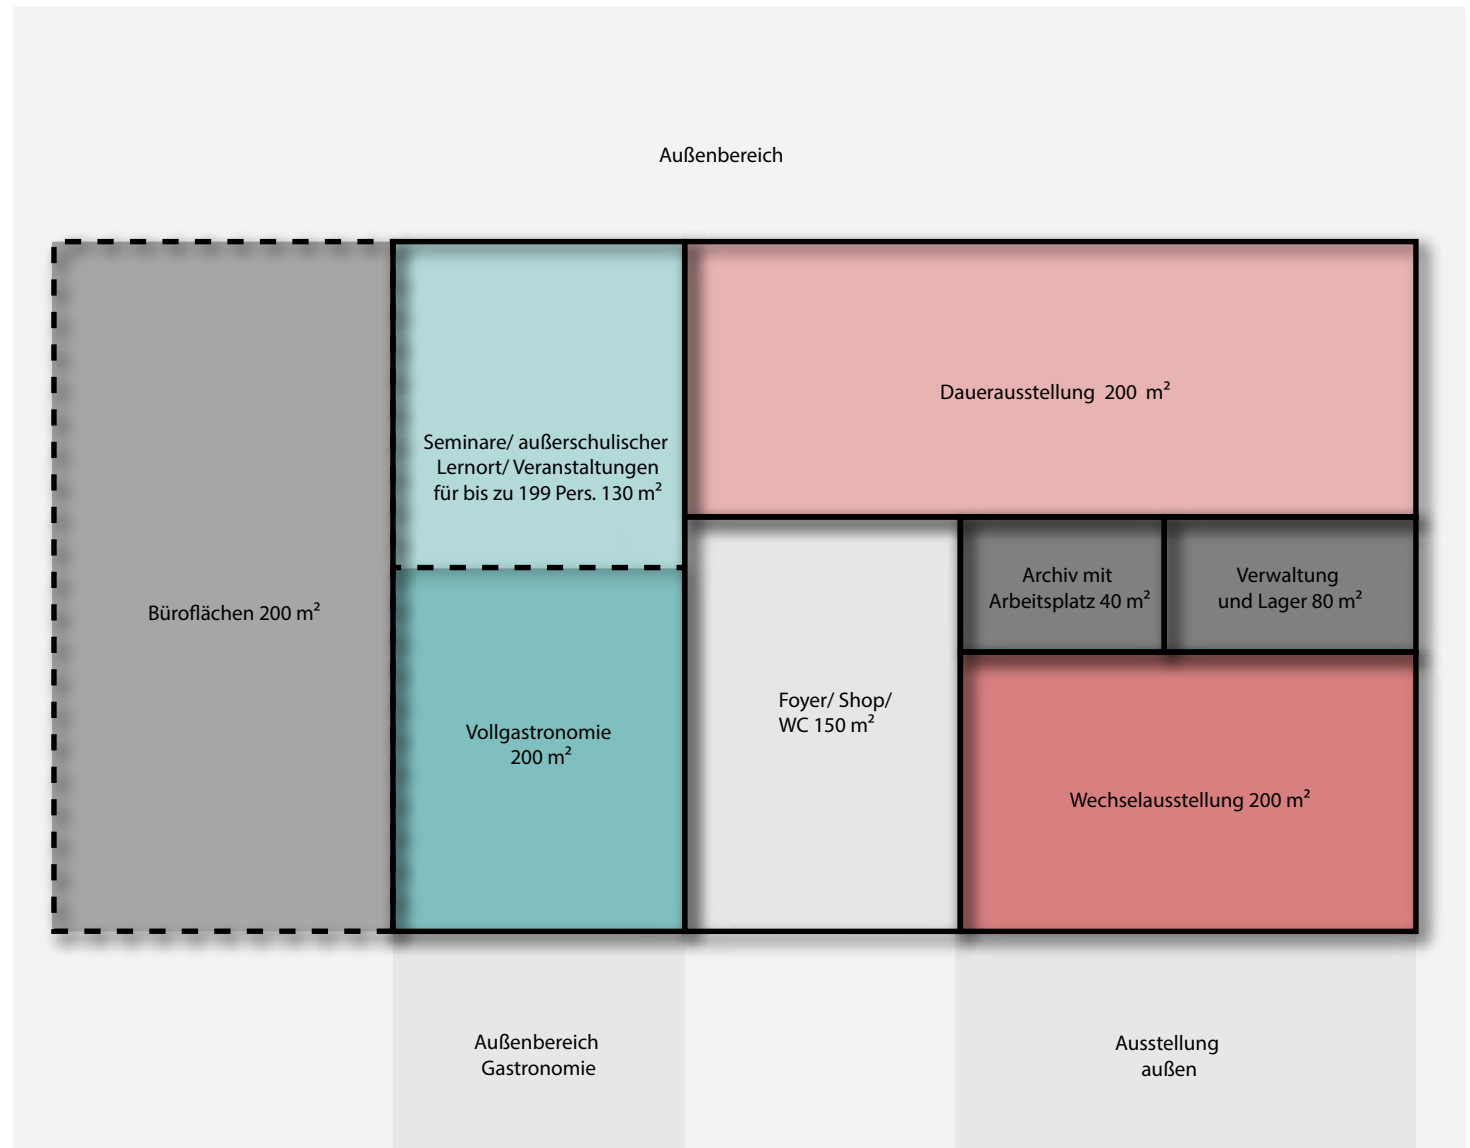 Außenbereich
Dauerausstellung 200 m²
Seminare/ außerschulischer
Lernort/ Veranstaltungen
für bis zu 199 Pers. 130 m²
Büroflächen 200 m²
Archiv mit
Arbeitsplatz 40 m²
Verwaltung
und Lager 80 m²
Vollgastronomie
200 m²
Foyer/ Shop/
WC 150 m²
Wechselausstellung 200 m²
Außenbereich
Gastronomie
Ausstellung
außen